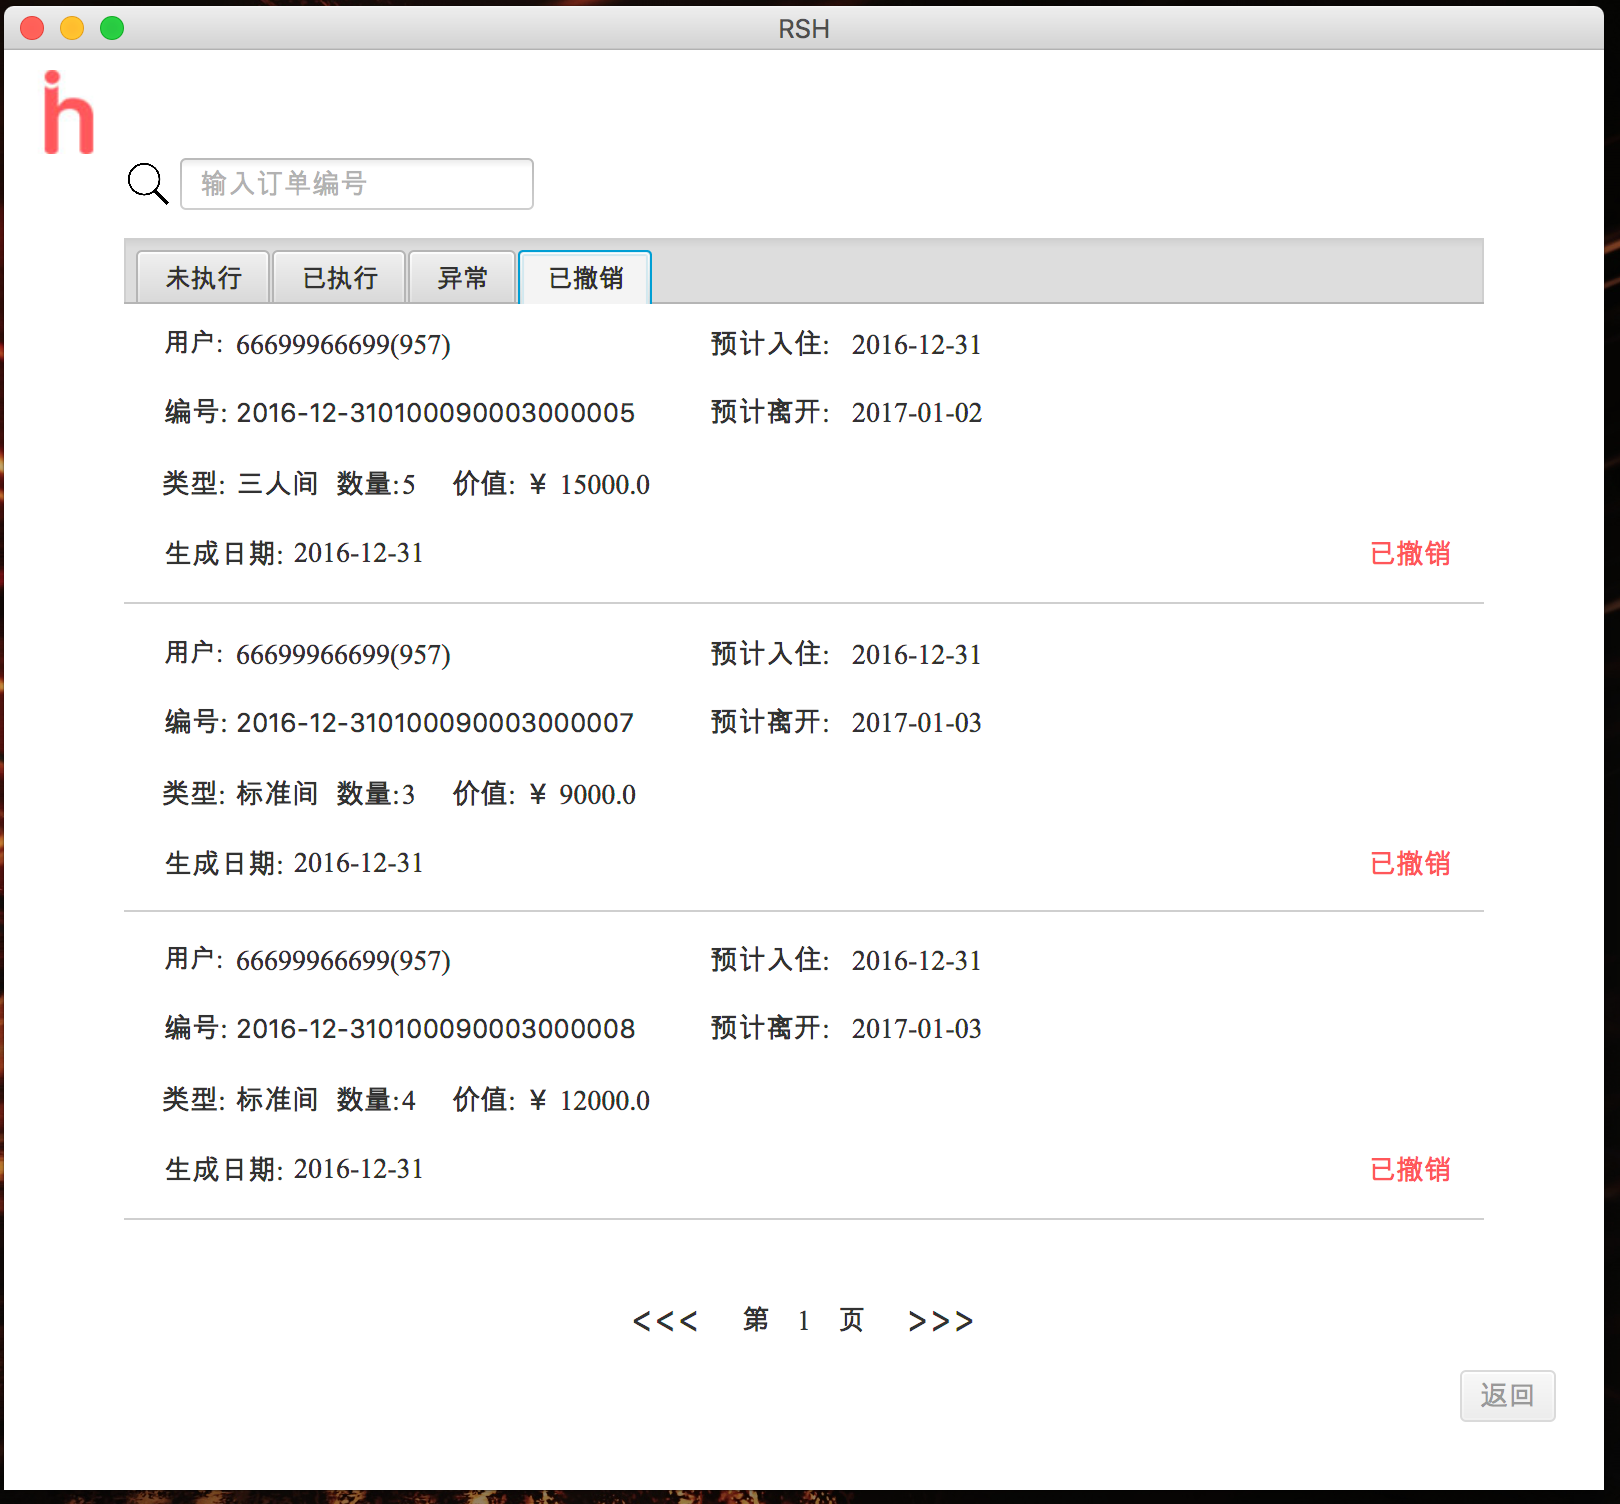 RSH
输入订单编号
未执行 已执行 异常 已撤销
用户: 66699966699(957) 预计入住: 2016-12-31
编号: 2016-12-310100090003000005 预计离开: 2017-01-02
类型: 三人间 数量:5 价值: ¥ 15000.0
生成日期: 2016-12-31 已撤销
用户: 66699966699(957) 预计入住: 2016-12-31
编号: 2016-12-310100090003000007 预计离开: 2017-01-03
类型: 标准间 数量:3 价值: ¥ 9000.0
生成日期: 2016-12-31 已撤销
用户: 66699966699(957) 预计入住: 2016-12-31
编号: 2016-12-310100090003000008 预计离开: 2017-01-03
类型: 标准间 数量:4 价值: ¥ 12000.0
生成日期: 2016-12-31 已撤销
<<< 第 1 页 >>>
返回